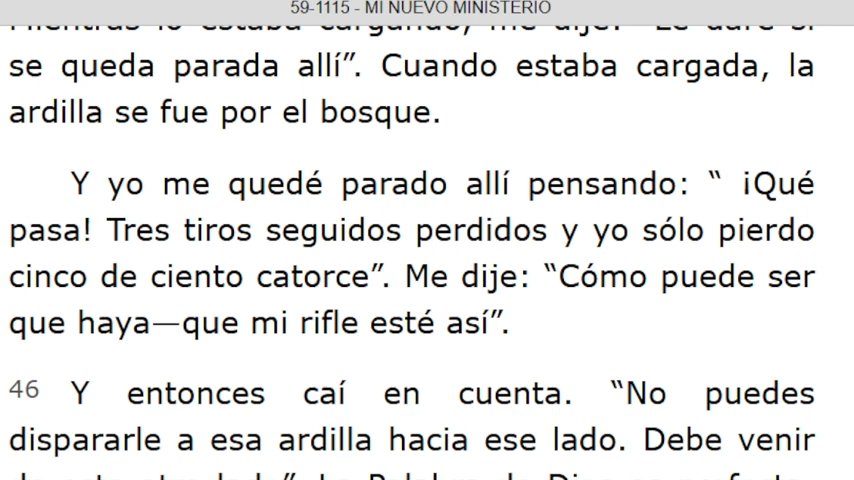 59-1115 - MI NUEVO MINISTERIO
se queda parada allí”. Cuando estaba cargada, la
ardilla se fue por el bosque.
Y yo me quedé parado allí pensando: “ ¡Qué
pasa! Tres tiros seguidos perdidos y yo sólo pierdo
cinco de ciento catorce”. Me dije: “Cómo puede ser
que haya—que mi rifle esté así”.
46 Y entonces caí en cuenta. “No puedes
dispararle a esa ardilla hacia ese lado. Debe venir